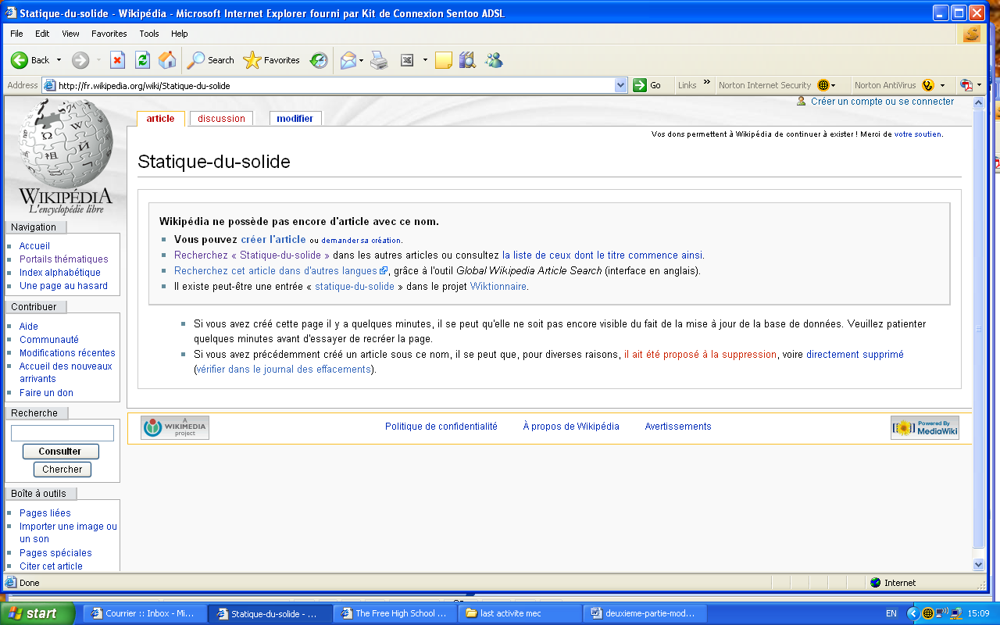 Statique-du-solide - Wikipédia - Microsoft Internet Explorer fourni par Kit de Connexion Sentoo ADSL
File Edit View Favorites Tools Help
Back Search Favorites
Address http://fr.wikipedia.org/wiki/Statique-du-solide Go Links » Norton Internet Security Norton AntiVirus
Créer un compte ou se connecter
article discussion modifier
Vos dons permettent à Wikipédia de continuer à exister ! Merci de votre soutien.
Statique-du-solide
WIKIPÉDIA
L'encyclopédie libre
Wikipédia ne possède pas encore d'article avec ce nom.
Vous pouvez créer l'article ou demander sa création.
Recherchez « Statique-du-solide » dans les autres articles ou consultez la liste de ceux dont le titre commence ainsi.
Recherchez cet article dans d'autres langues, grâce à l'outil Global Wikipedia Article Search (interface en anglais).
Il existe peut-être une entrée « statique-du-solide » dans le projet Wiktionnaire.
Si vous avez créé cette page il y a quelques minutes, il se peut qu'elle ne soit pas encore visible du fait de la mise à jour de la base de données. Veuillez patienter
quelques minutes avant d'essayer de recréer la page.
Si vous avez précédemment créé un article sous ce nom, il se peut que, pour diverses raisons, il ait été proposé à la suppression, voire directement supprimé
(vérifier dans le journal des effacements).
A WIKIMEDIA project
Politique de confidentialité À propos de Wikipédia Avertissements
Powered By MediaWiki
Navigation
Accueil
Portails thématiques
Index alphabétique
Une page au hasard
Contribuer
Aide
Communauté
Modifications récentes
Accueil des nouveaux
arrivants
Faire un don
Recherche
Consulter
Chercher
Boîte à outils
Pages liées
Importer une image ou
un son
Pages spéciales
Citer cet article
Done Internet
start Courrier :: Inbox - Mi... Statique-du-solide - ... The Free High School ... last activite mec deuxieme-partie-mod... EN 15:09